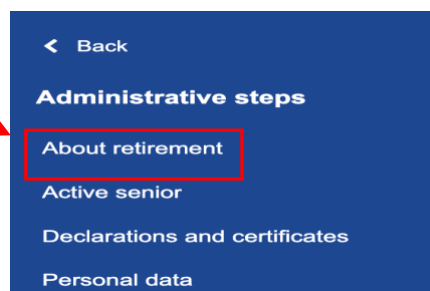 Back
Administrative steps
About retirement
Active senior
Declarations and certificates
Personal data